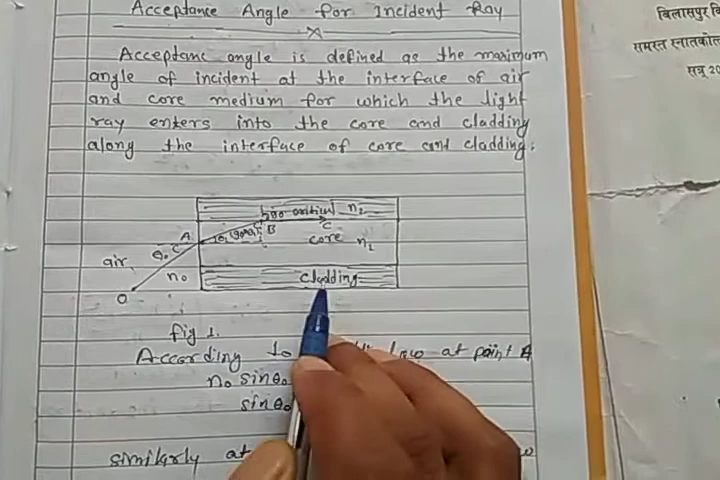 Acceptance Angle for Incident Ray
Acceptanc angle is defined as the maximum
angle of incident at the interface of air
and core medium for which the light
ray enters into the core and cladding
along the interface of core and cladding.
90 critical n₂
A
B
C
core n₁
air
θ₀
n₀
cladding
O
fig 1.
According to law at point A
n₀ sinθ₀
sinθ₀
similarly at
बिलासपुर
समस्त स्नातको
सत्र 20